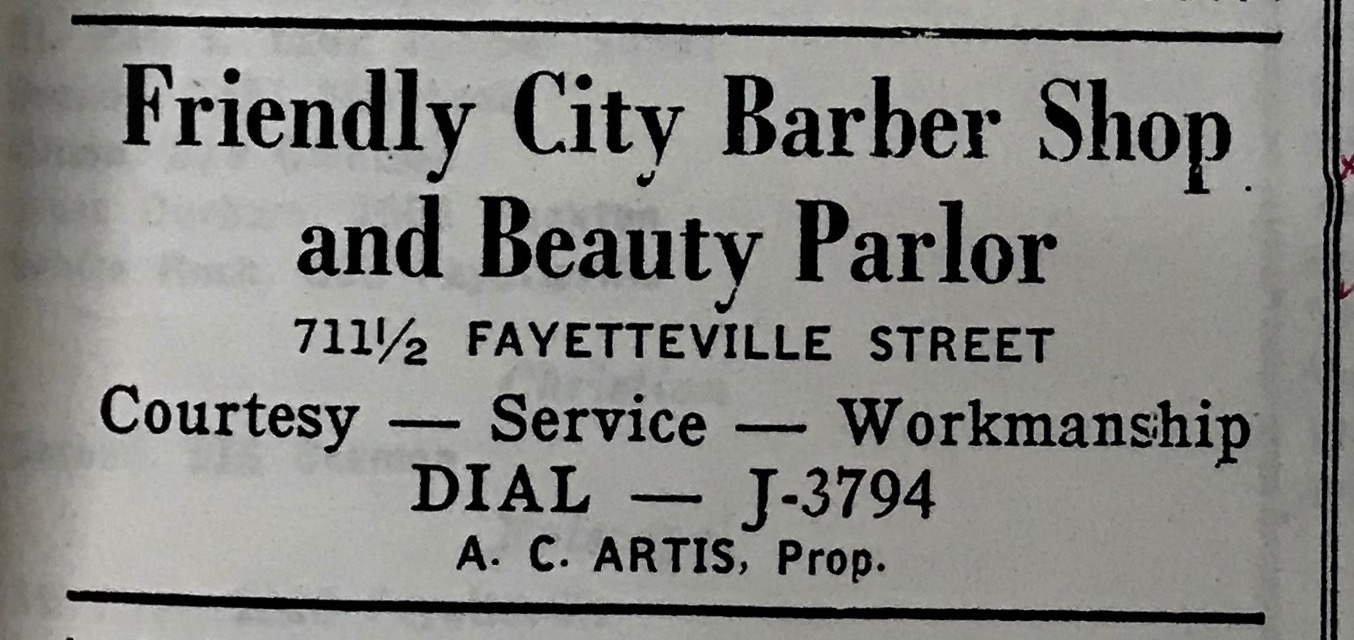 Friendly City Barber Shop
and Beauty Parlor
711½ FAYETTEVILLE STREET
Courtesy — Service — Workmanship
DIAL — J-3794
A. C. ARTIS, Prop.